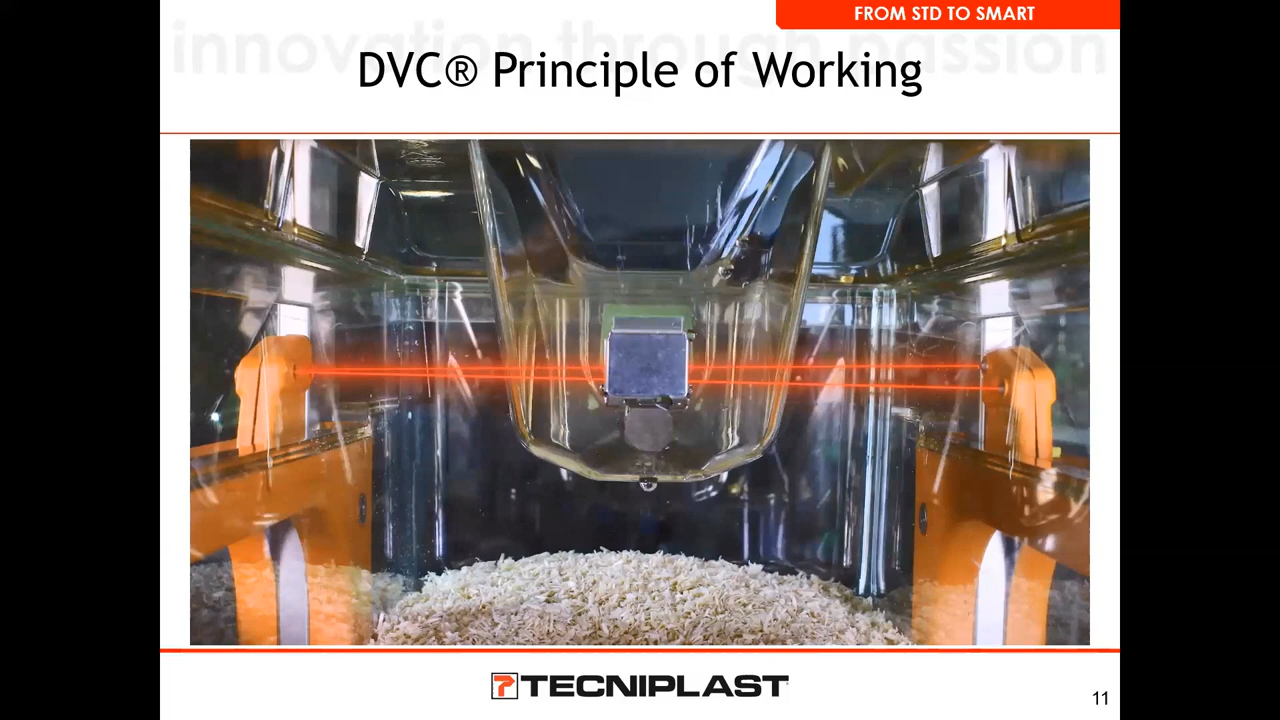 FROM STD TO SMART
innovation through passion
DVC® Principle of Working
TECNIPLAST
11